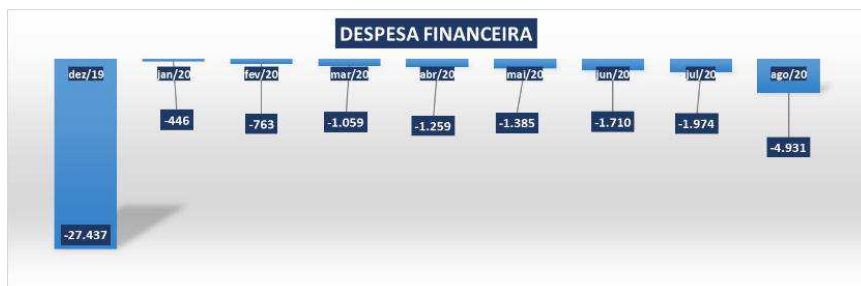 DESPESA FINANCEIRA
dez/19 jan/20 fev/20 mar/20 abr/20 mai/20 jun/20 jul/20 ago/20
-446 -763 -1.059 -1.259 -1.385 -1.710 -1.974 -4.931
-27.437